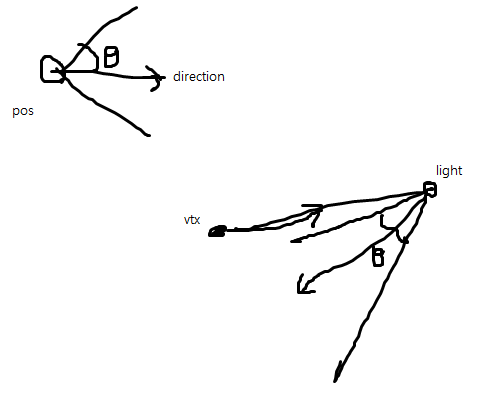 θ
direction
pos
light
vtx
θ